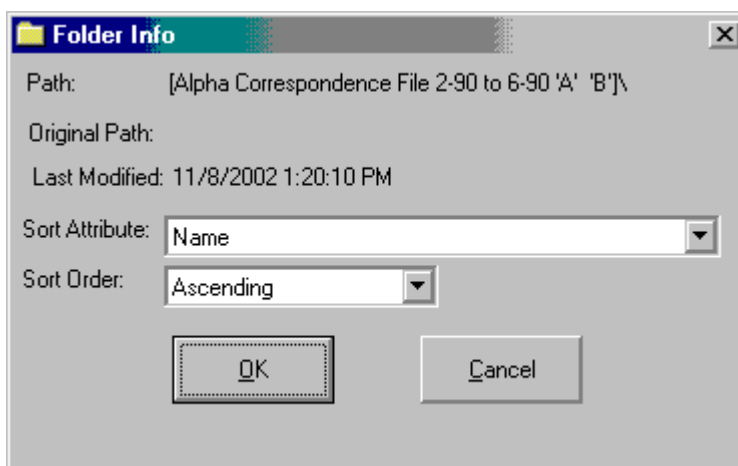 Folder Info
Path: [Alpha Correspondence File 2-90 to 6-90 'A'  'B']\
Original Path:
Last Modified: 11/8/2002 1:20:10 PM
Sort Attribute: Name
Sort Order: Ascending
OK Cancel